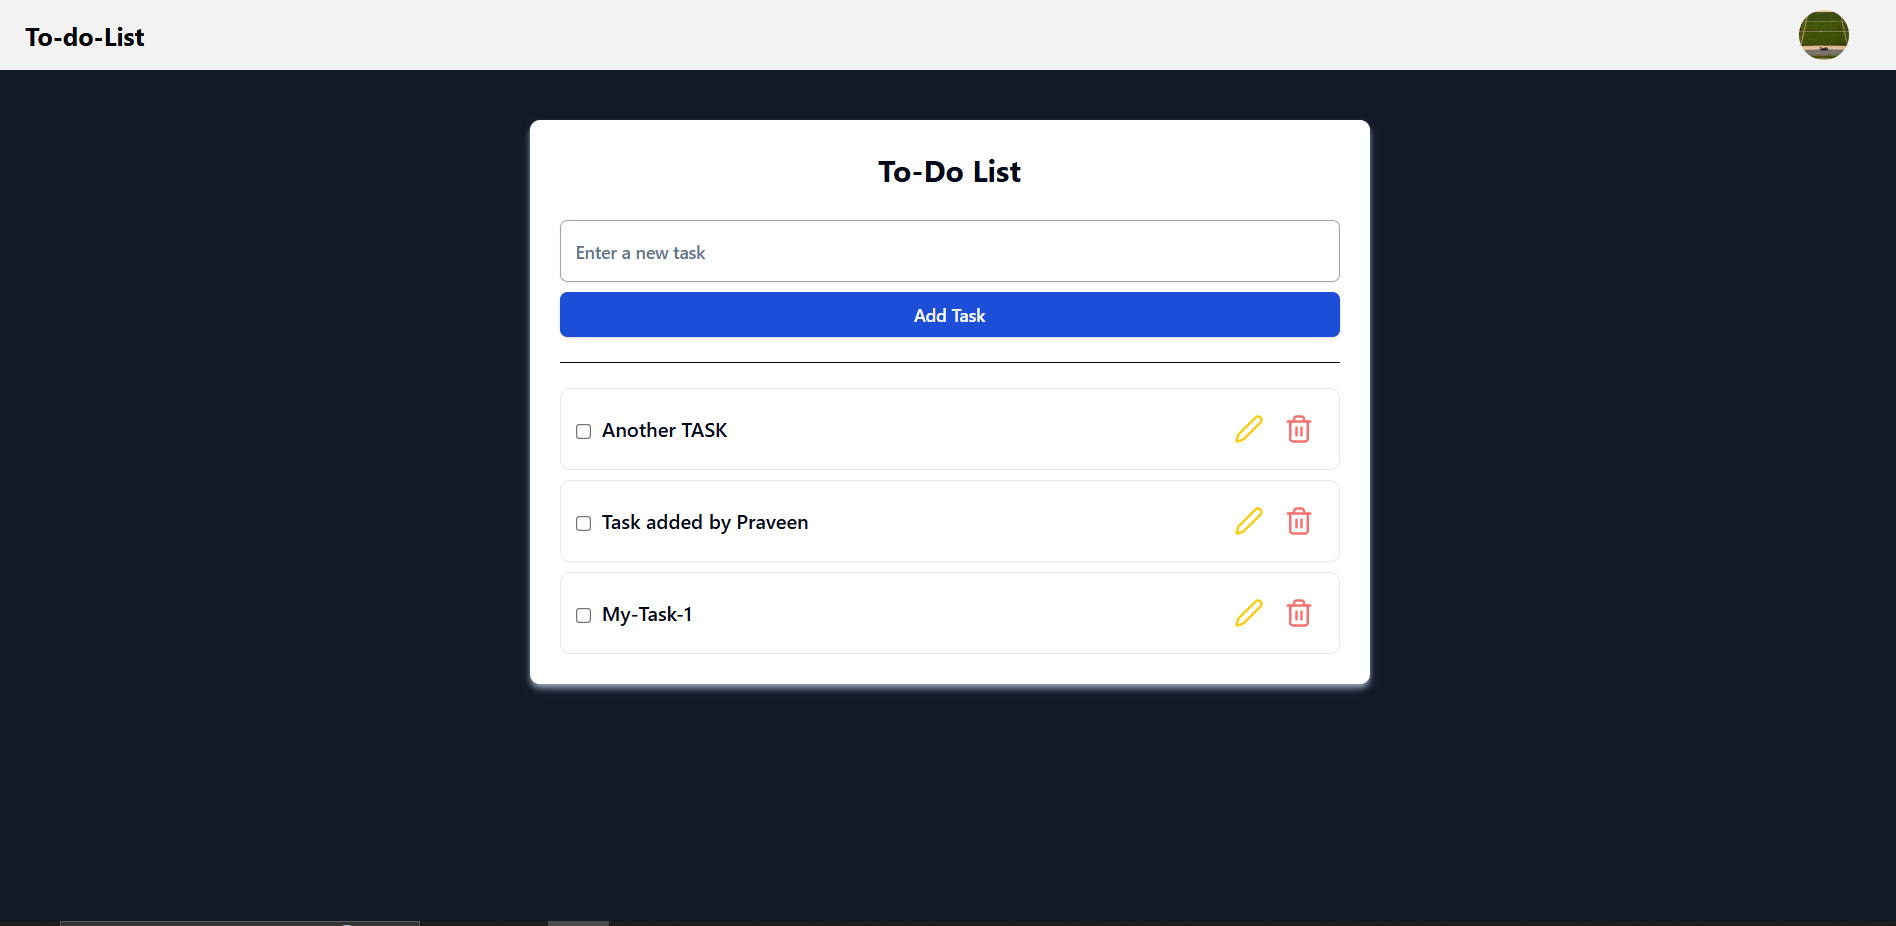 To-do-List
To-Do List
Enter a new task
Add Task
Another TASK
Task added by Praveen
My-Task-1